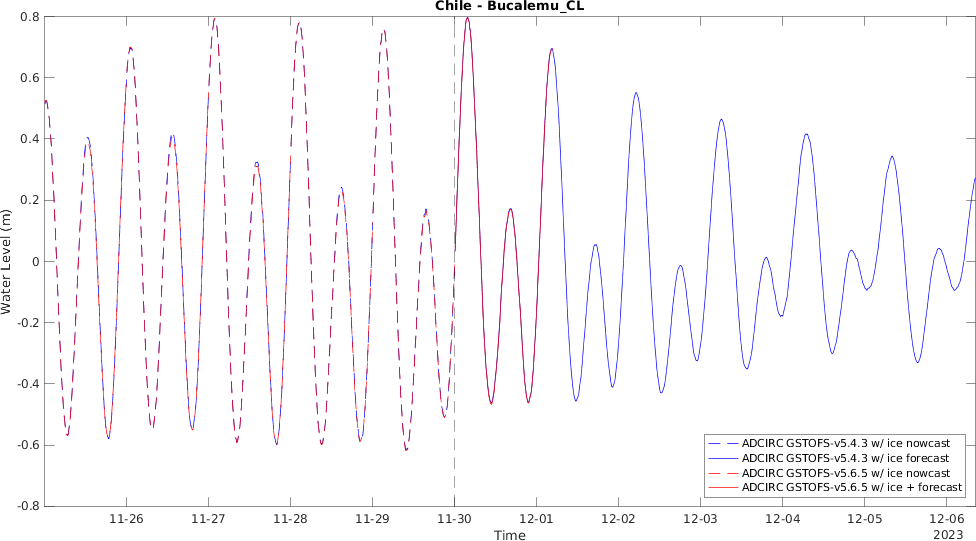 Chile - Bucalemu_CL
0.8
0.6
0.4
0.2
0
-0.2
-0.4
-0.6
-0.8
Water Level (m)
11-26 11-27 11-28 11-29 11-30 12-01 12-02 12-03 12-04 12-05 12-06
2023
Time
ADCIRC GSTOFS-v5.4.3 w/ ice nowcast
ADCIRC GSTOFS-v5.4.3 w/ ice forecast
ADCIRC GSTOFS-v5.6.5 w/ ice nowcast
ADCIRC GSTOFS-v5.6.5 w/ ice + forecast